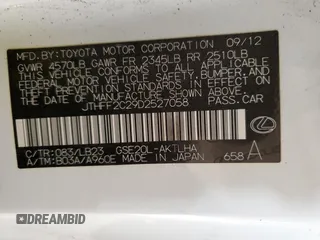 MFD.BY:TOYOTA MOTOR CORPORATION 09/12
GVWR 4570LB GAWR FR 2345LB RR 2510LB
THIS VEHICLE CONFORMS TO ALL APPLICABLE
FEDERAL MOTOR VEHICLE SAFETY, BUMPER,
AND THEFT PREVENTION STANDARDS IN
EFFECT ON THE DATE OF
MANUFACTURE SHOWN ABOVE.
JTHFF2C29D2527058
C/TR:083/LB23 GSE20L-AKTLHA
A/TM:B03A/A960E MADE IN JAPAN 658 A
DREAMBID